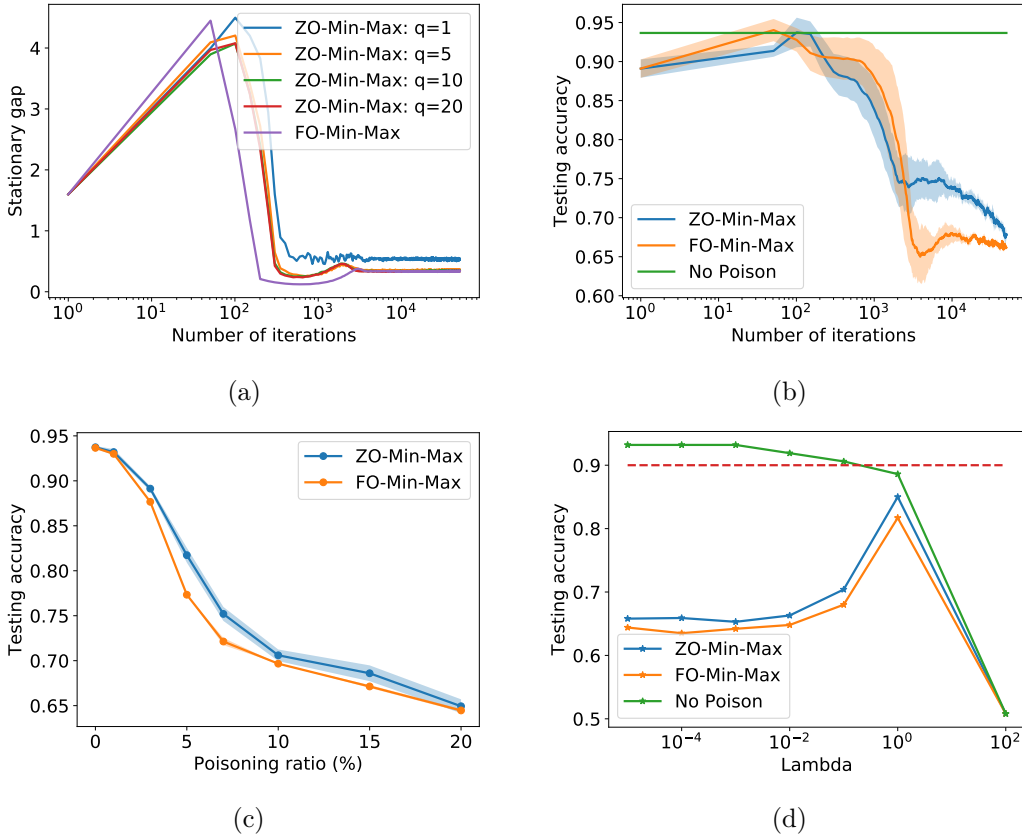 ZO-Min-Max: q=1
ZO-Min-Max: q=5
ZO-Min-Max: q=10
ZO-Min-Max: q=20
FO-Min-Max
Stationary gap
4
3
2
1
0
10^0 10^1 10^2 10^3 10^4
Number of iterations
(a)
Testing accuracy
0.95
0.90
0.85
0.80
0.75
0.70
0.65
0.60
ZO-Min-Max
FO-Min-Max
No Poison
10^0 10^1 10^2 10^3 10^4
Number of iterations
(b)
Testing accuracy
0.95
0.90
0.85
0.80
0.75
0.70
0.65
ZO-Min-Max
FO-Min-Max
0 5 10 15 20
Poisoning ratio (%)
(c)
Testing accuracy
0.9
0.8
0.7
0.6
0.5
ZO-Min-Max
FO-Min-Max
No Poison
10^−4 10^−2 10^0 10^2
Lambda
(d)